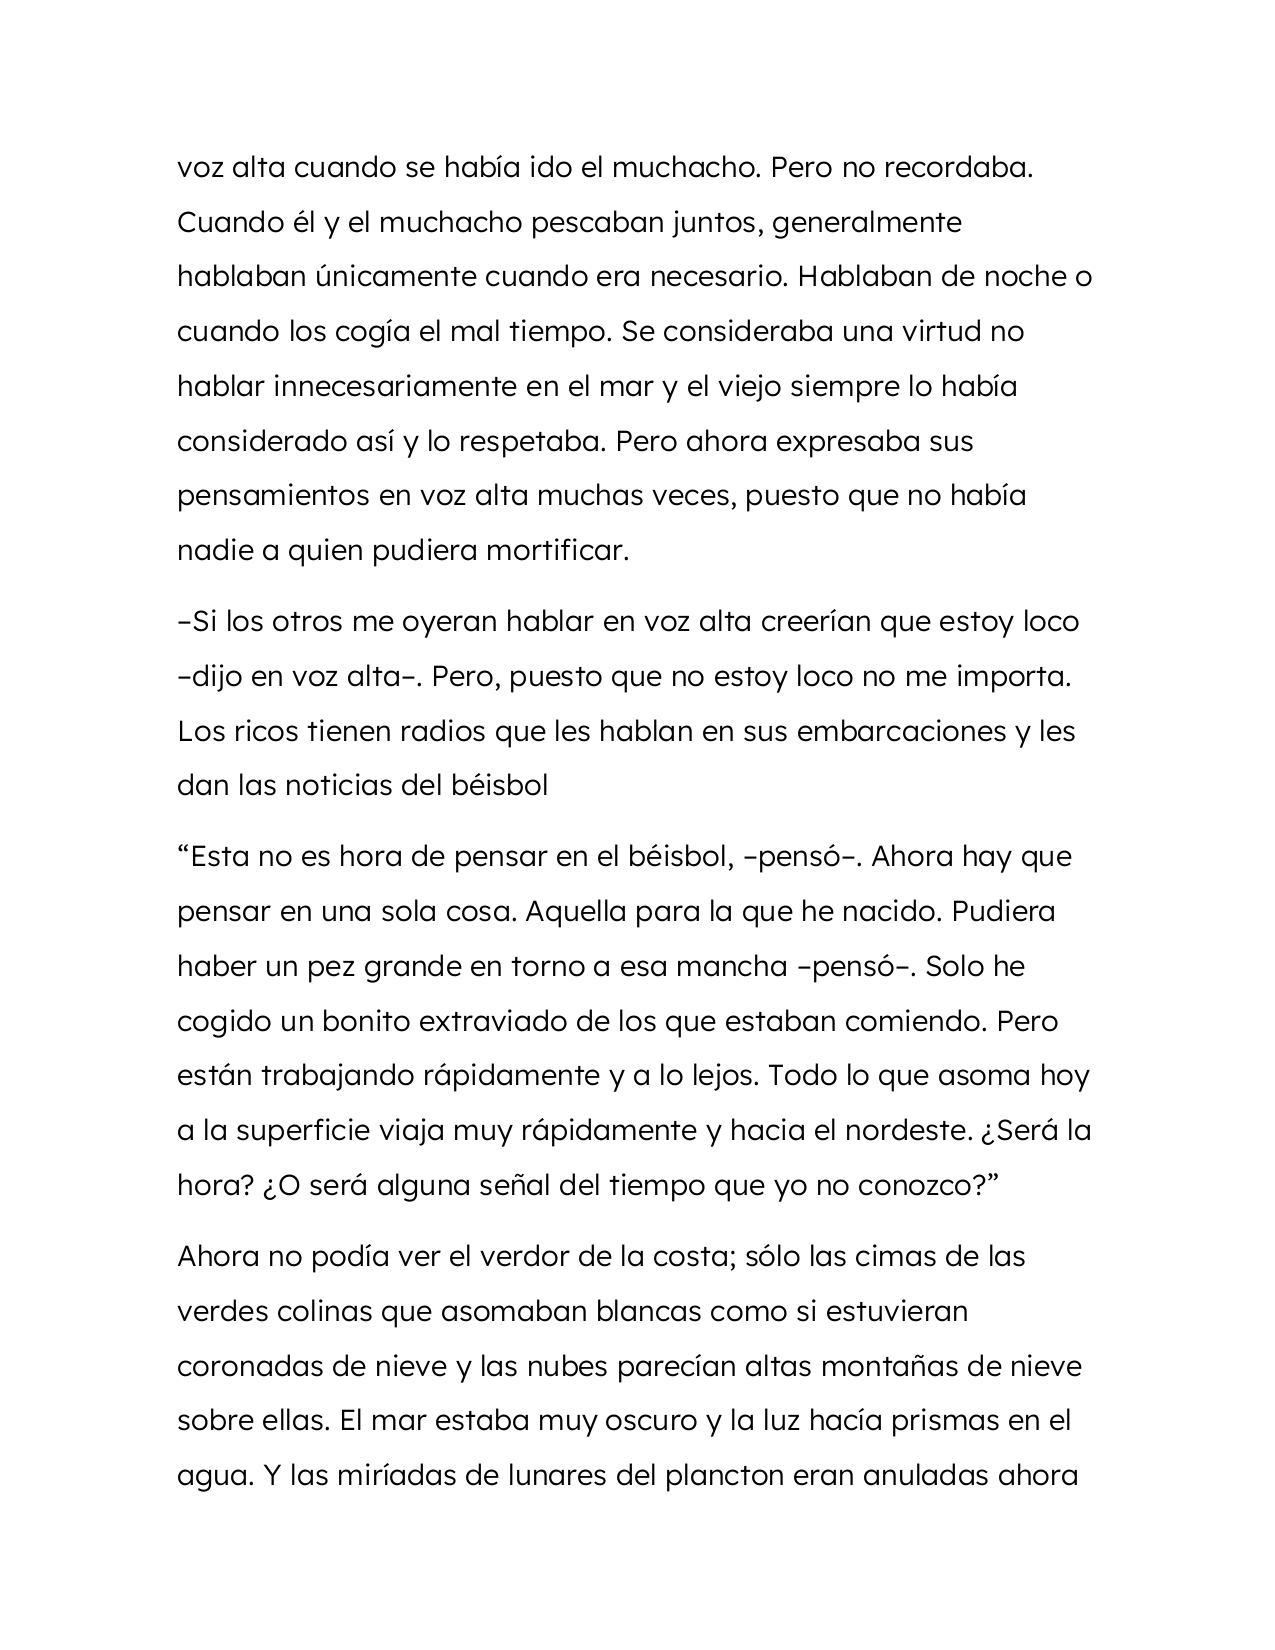 voz alta cuando se había ido el muchacho. Pero no recordaba.
Cuando él y el muchacho pescaban juntos, generalmente
hablaban únicamente cuando era necesario. Hablaban de noche o
cuando los cogía el mal tiempo. Se consideraba una virtud no
hablar innecesariamente en el mar y el viejo siempre lo había
considerado así y lo respetaba. Pero ahora expresaba sus
pensamientos en voz alta muchas veces, puesto que no había
nadie a quien pudiera mortificar.
–Si los otros me oyeran hablar en voz alta creerían que estoy loco
–dijo en voz alta–. Pero, puesto que no estoy loco no me importa.
Los ricos tienen radios que les hablan en sus embarcaciones y les
dan las noticias del béisbol
“Esta no es hora de pensar en el béisbol, –pensó–. Ahora hay que
pensar en una sola cosa. Aquella para la que he nacido. Pudiera
haber un pez grande en torno a esa mancha –pensó–. Solo he
cogido un bonito extraviado de los que estaban comiendo. Pero
están trabajando rápidamente y a lo lejos. Todo lo que asoma hoy
a la superficie viaja muy rápidamente y hacia el nordeste. ¿Será la
hora? ¿O será alguna señal del tiempo que yo no conozco?”
Ahora no podía ver el verdor de la costa; sólo las cimas de las
verdes colinas que asomaban blancas como si estuvieran
coronadas de nieve y las nubes parecían altas montañas de nieve
sobre ellas. El mar estaba muy oscuro y la luz hacía prismas en el
agua. Y las miríadas de lunares del plancton eran anuladas ahora